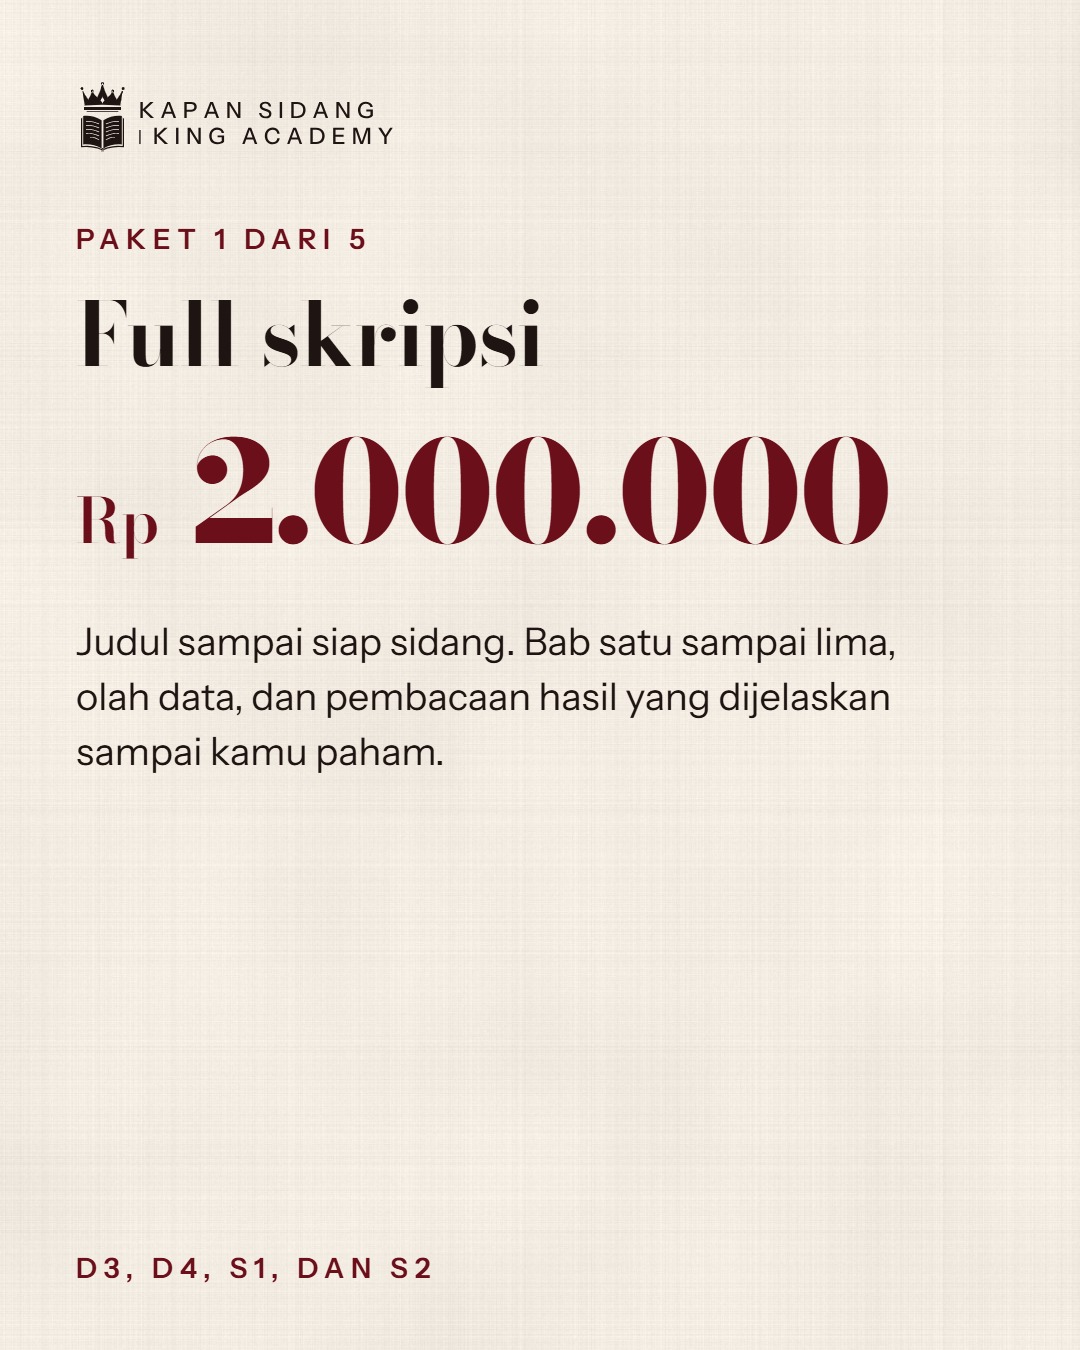 KAPAN SIDANG
| KING ACADEMY
PAKET 1 DARI 5
Full skripsi
Rp 2.000.000
Judul sampai siap sidang. Bab satu sampai lima,
olah data, dan pembacaan hasil yang dijelaskan
sampai kamu paham.
D3, D4, S1, DAN S2